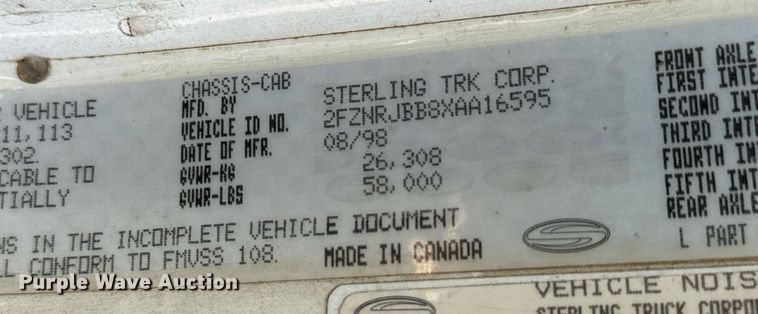 CHASSIS-CAB STERLING TRK CORP. FRONT AXLE
VEHICLE MFD. BY 2FZNRJBB8XAA16595 FIRST INTE
11,113 VEHICLE ID NO. 08/98 SECOND INT
302. DATE OF MFR. 26,308 THIRD INTE
CABLE TO GVWR-KG 58,000 FOURTH IN
TIALLY GVWR-LBS FIFTH INT
NS IN THE INCOMPLETE VEHICLE DOCUMENT REAR AXLE
LL CONFORM TO FMVSS 108. MADE IN CANADA L PART
Purple Wave Auction
VEHICLE NOIS
STERLING TRUCK CORPO